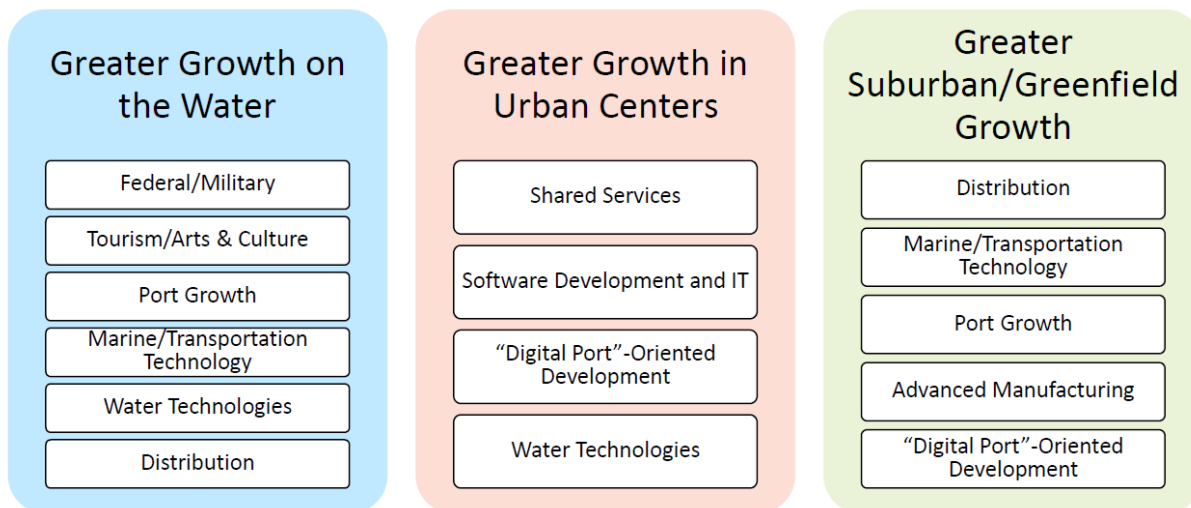 Greater Growth on
the Water
Federal/Military
Tourism/Arts & Culture
Port Growth
Marine/Transportation
Technology
Water Technologies
Distribution
Greater Growth in
Urban Centers
Shared Services
Software Development and IT
“Digital Port”-Oriented
Development
Water Technologies
Greater
Suburban/Greenfield
Growth
Distribution
Marine/Transportation
Technology
Port Growth
Advanced Manufacturing
“Digital Port”-Oriented
Development